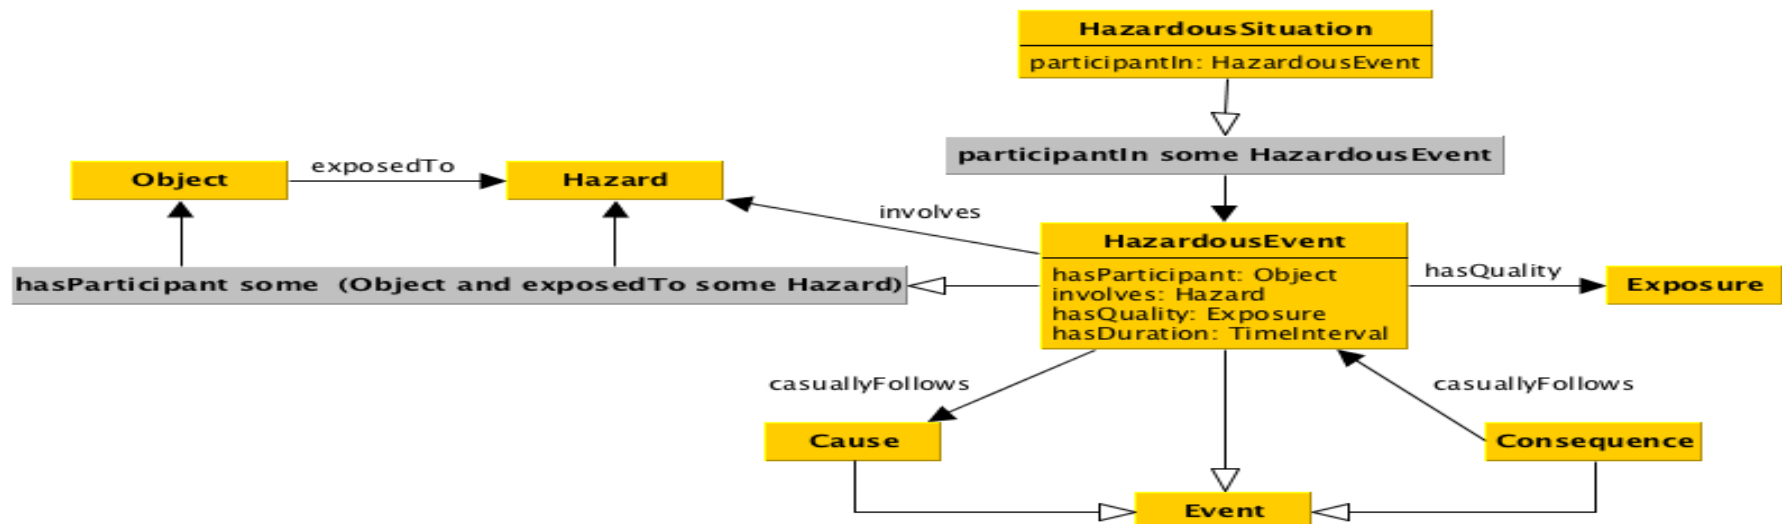 HazardousSituation
participantIn: HazardousEvent
participantIn some HazardousEvent
Object
exposedTo
Hazard
involves
HazardousEvent
hasParticipant: Object
involves: Hazard
hasQuality: Exposure
hasDuration: TimeInterval
hasQuality
Exposure
hasParticipant some (Object and exposedTo some Hazard)
casuallyFollows
casuallyFollows
Cause
Consequence
Event